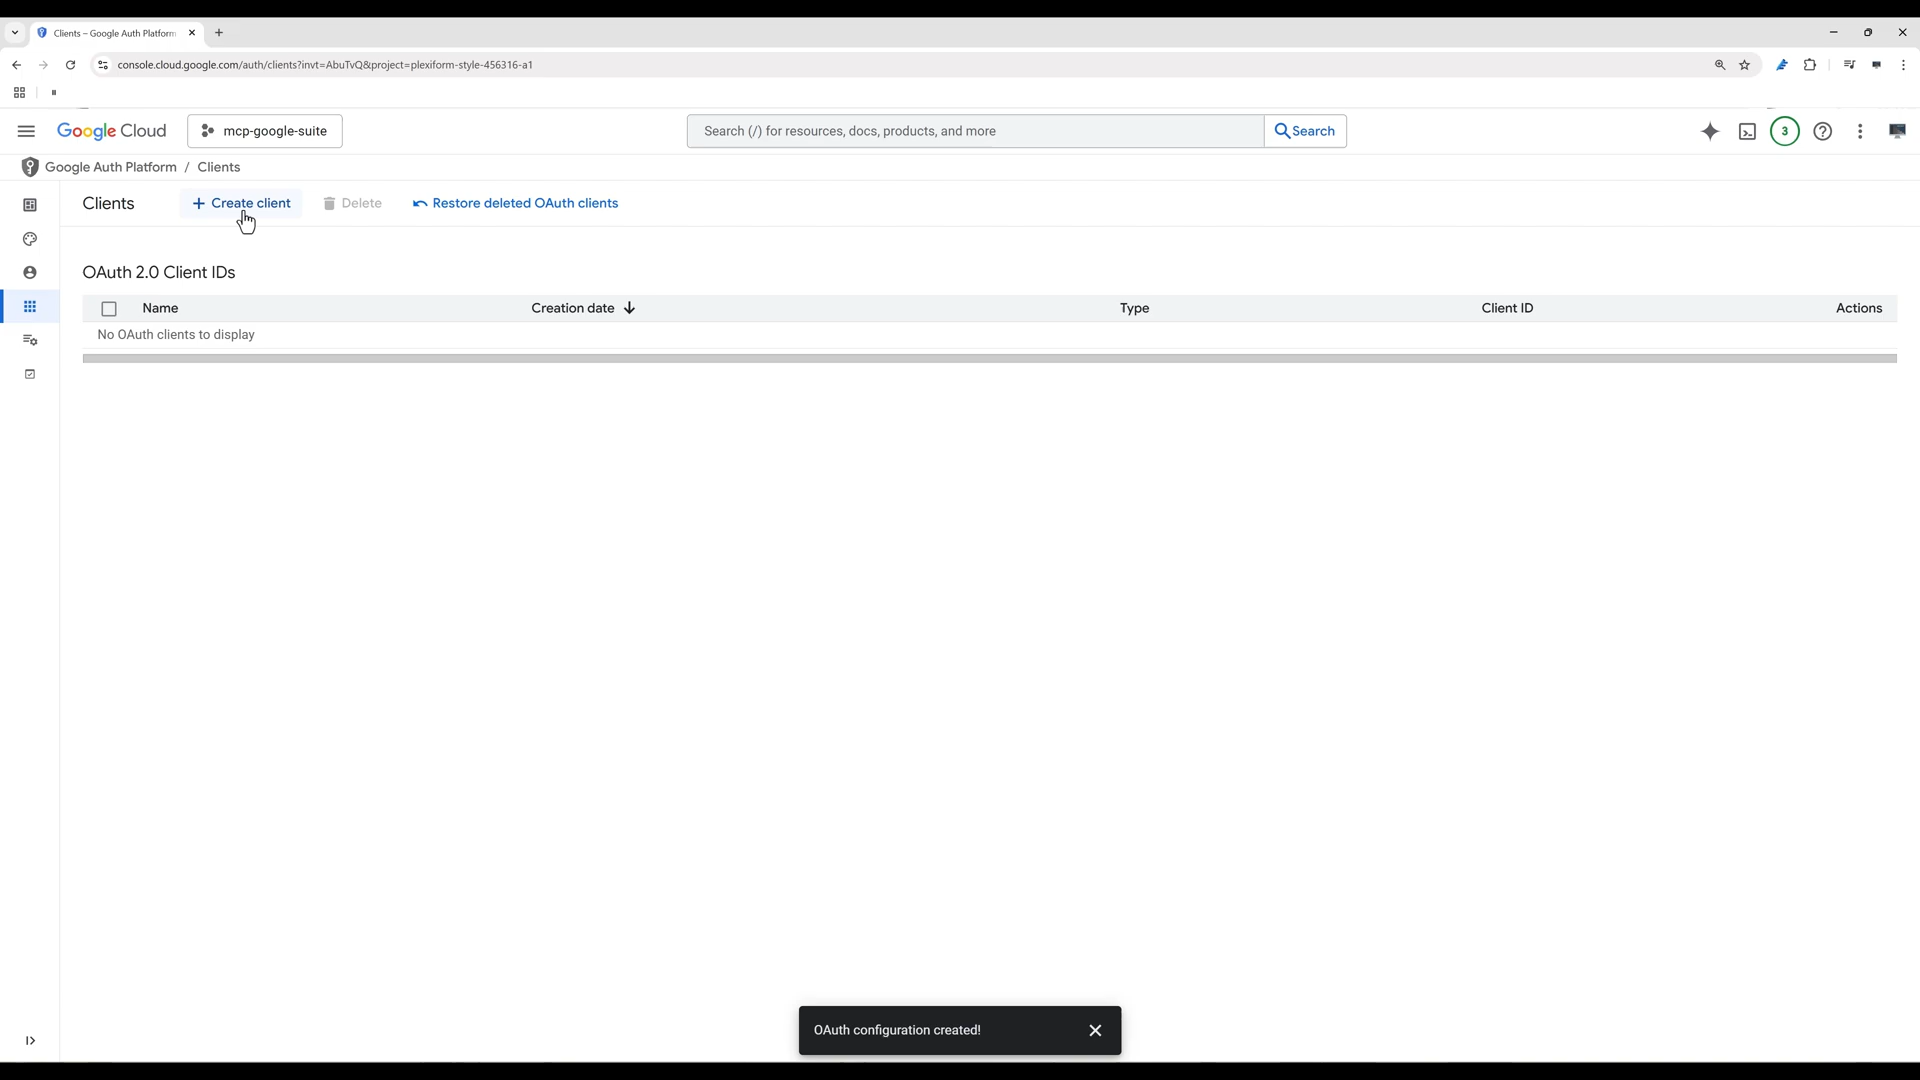 Clients – Google Auth Platform
console.cloud.google.com/auth/clients?invt=AbuTvQ&project=plexiform-style-456316-a1
Google Cloud
mcp-google-suite
Search (/) for resources, docs, products, and more
Search
3
Google Auth Platform / Clients
Clients
+ Create client
Delete
Restore deleted OAuth clients
OAuth 2.0 Client IDs
Name
Creation date
Type
Client ID
Actions
No OAuth clients to display
OAuth configuration created!